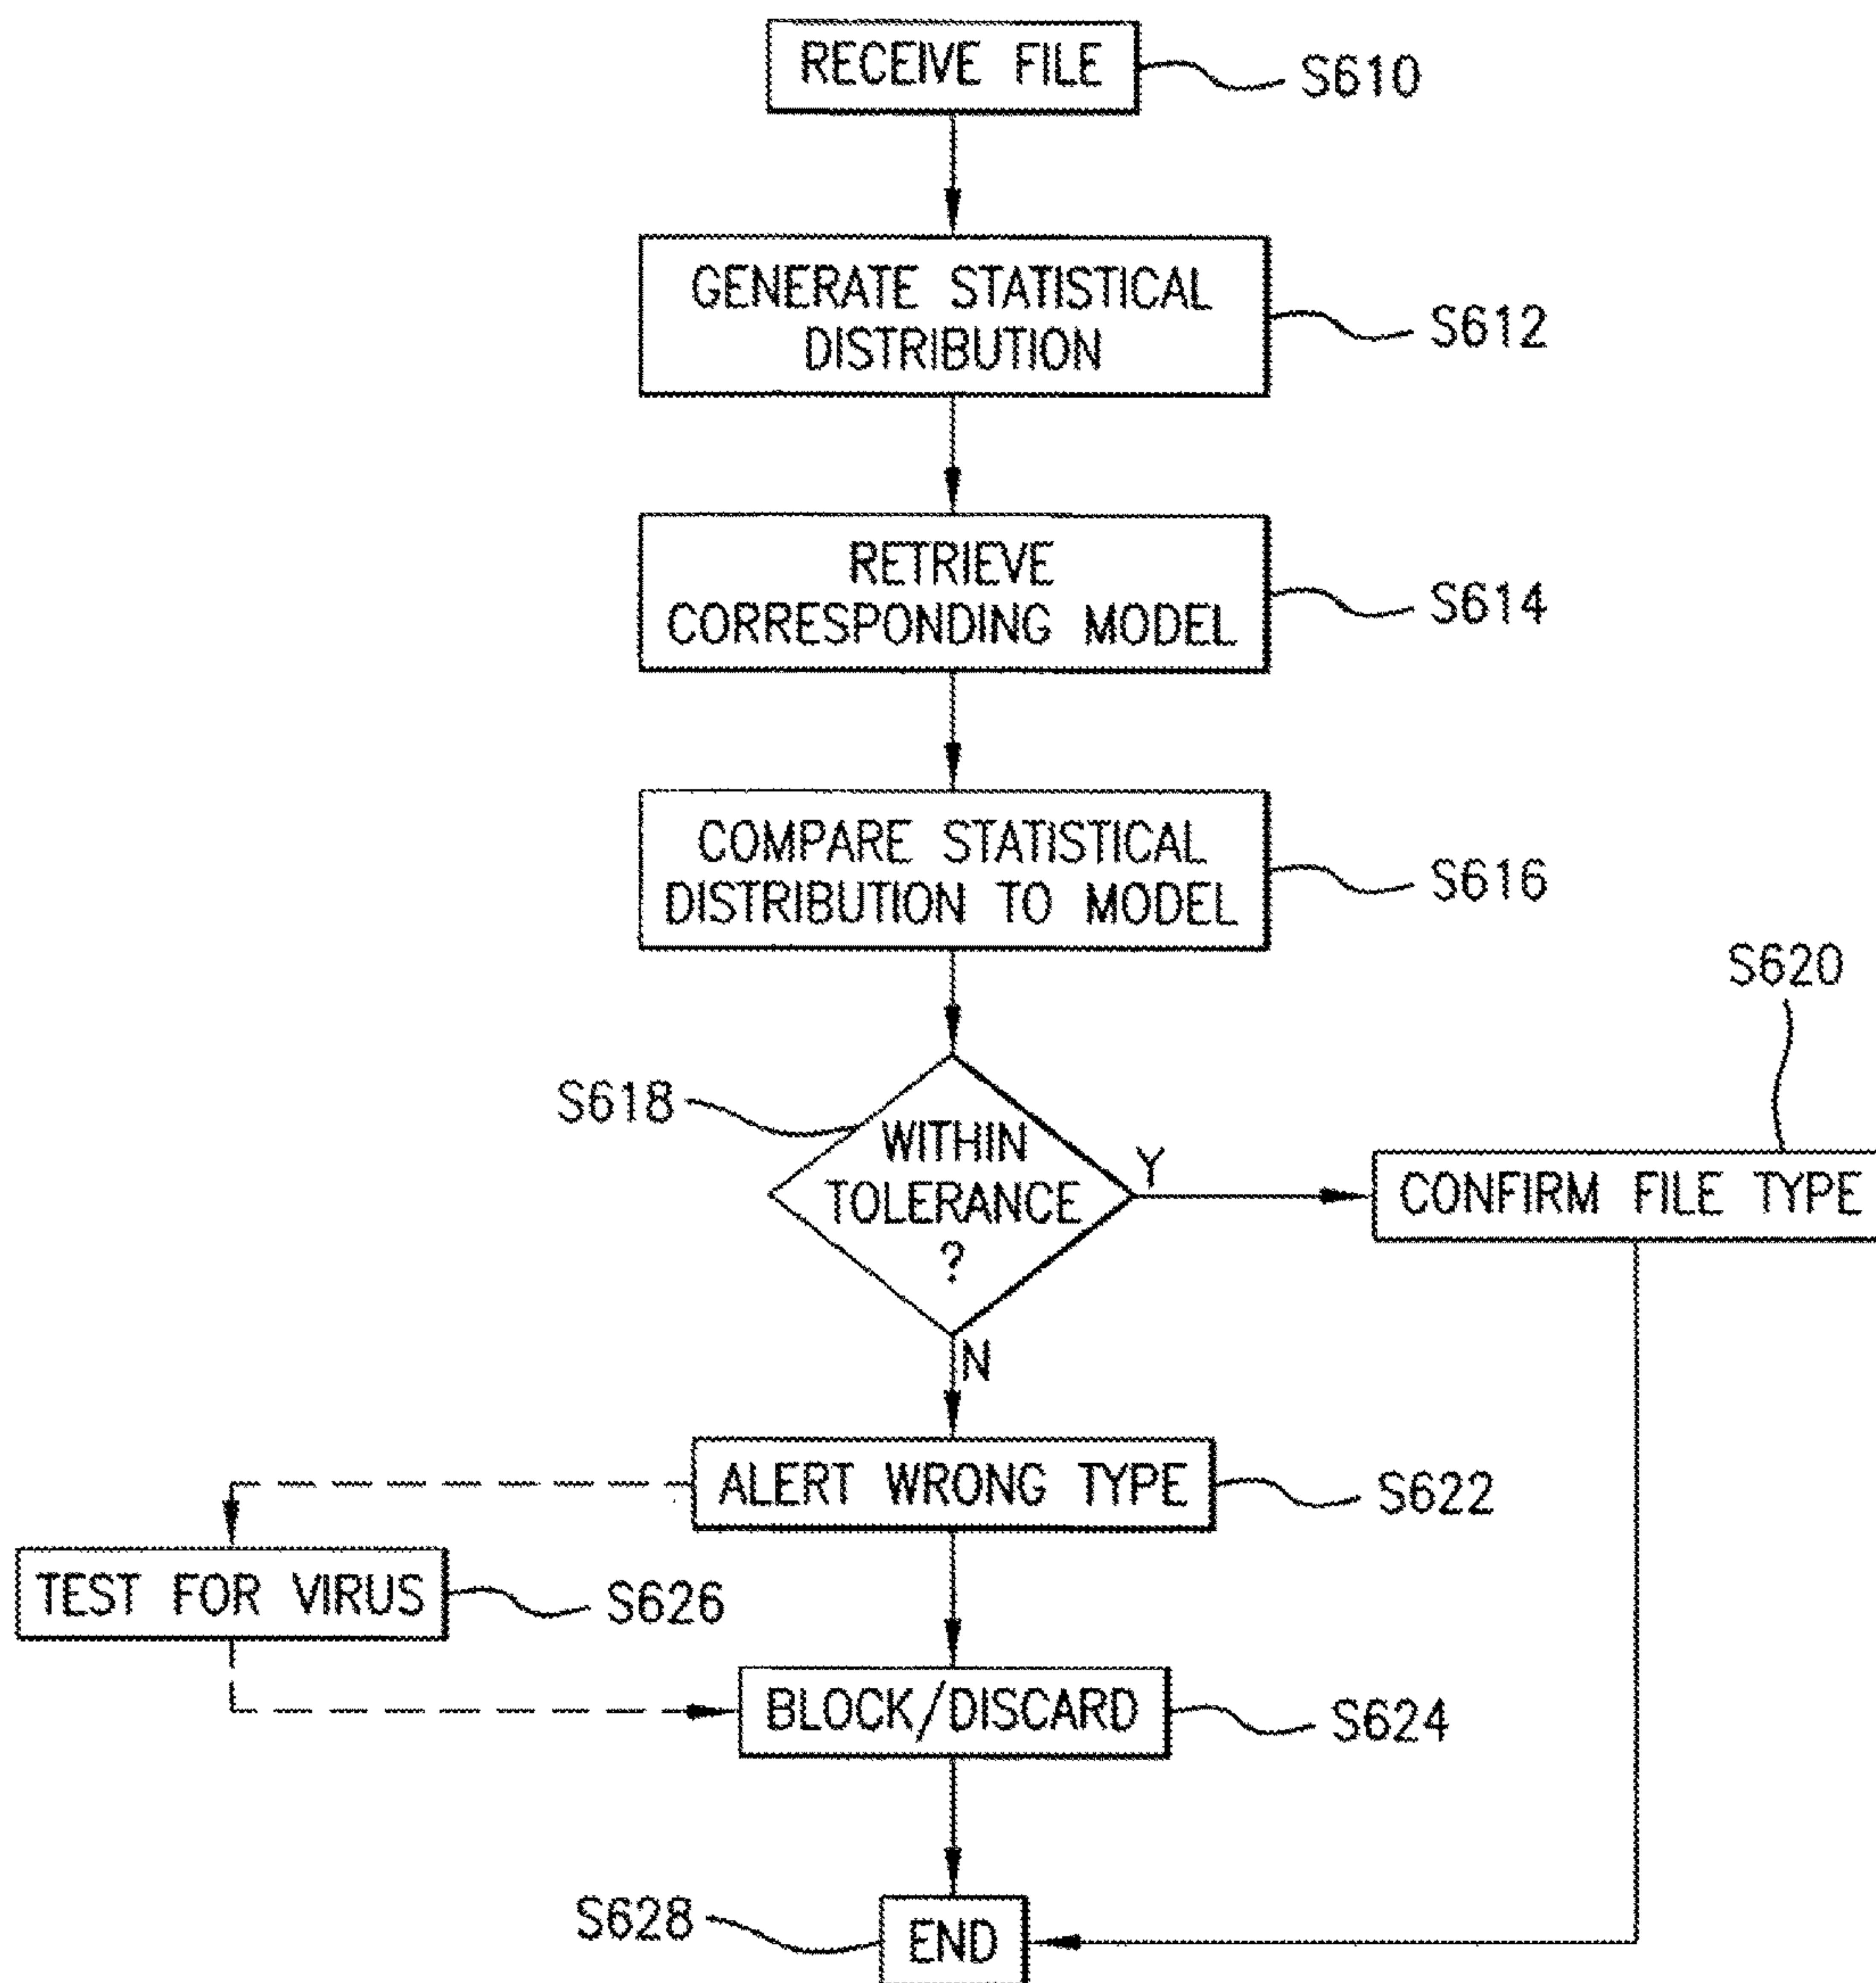 RECEIVE FILE
S610
GENERATE STATISTICAL
DISTRIBUTION
S612
RETRIEVE
CORRESPONDING MODEL
S614
COMPARE STATISTICAL
DISTRIBUTION TO MODEL
S616
S618
WITHIN
TOLERANCE
?
Y
S620
CONFIRM FILE TYPE
N
ALERT WRONG TYPE
S622
TEST FOR VIRUS
S626
BLOCK/DISCARD
S624
S628
END